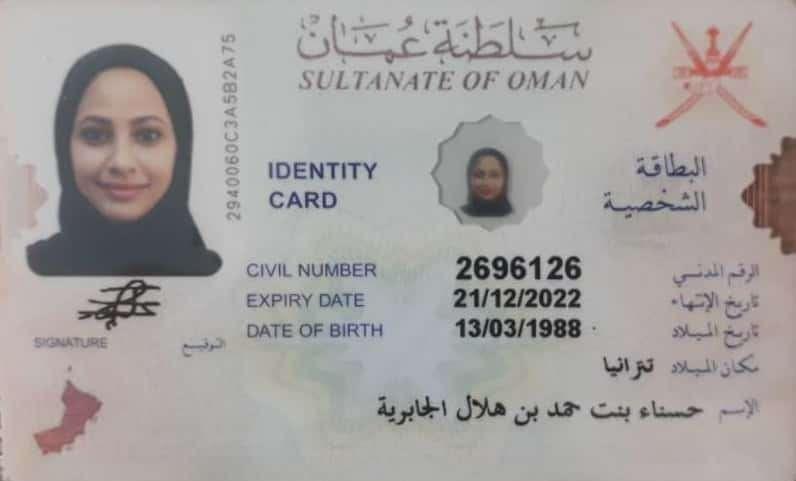 سلطنة عمان
SULTANATE OF OMAN
2940060C3A5B2A75
IDENTITY CARD
البطاقة الشخصية
CIVIL NUMBER 2696126 الرقم المدني
EXPIRY DATE 21/12/2022 تاريخ الإنتهاء
DATE OF BIRTH 13/03/1988 تاريخ الميلاد
SIGNATURE التوقيع
مكان الميلاد تنزانيا
الإسم حسناء بنت حمد بن هلال الجابرية